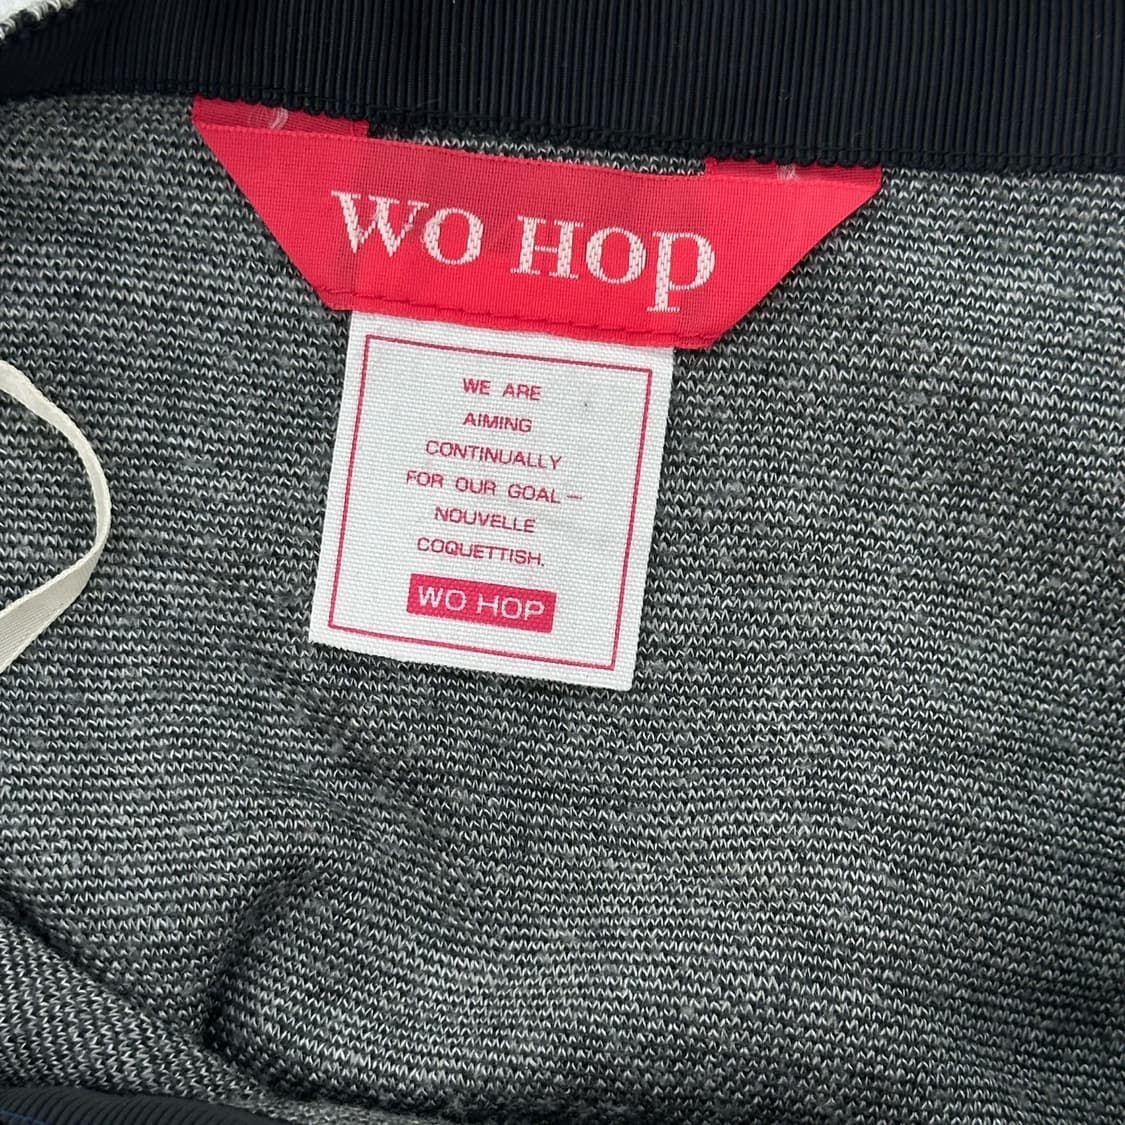 WO HOP
WE ARE
AIMING
CONTINUALLY
FOR OUR GOAL —
NOUVELLE
COQUETTISH.
WO HOP